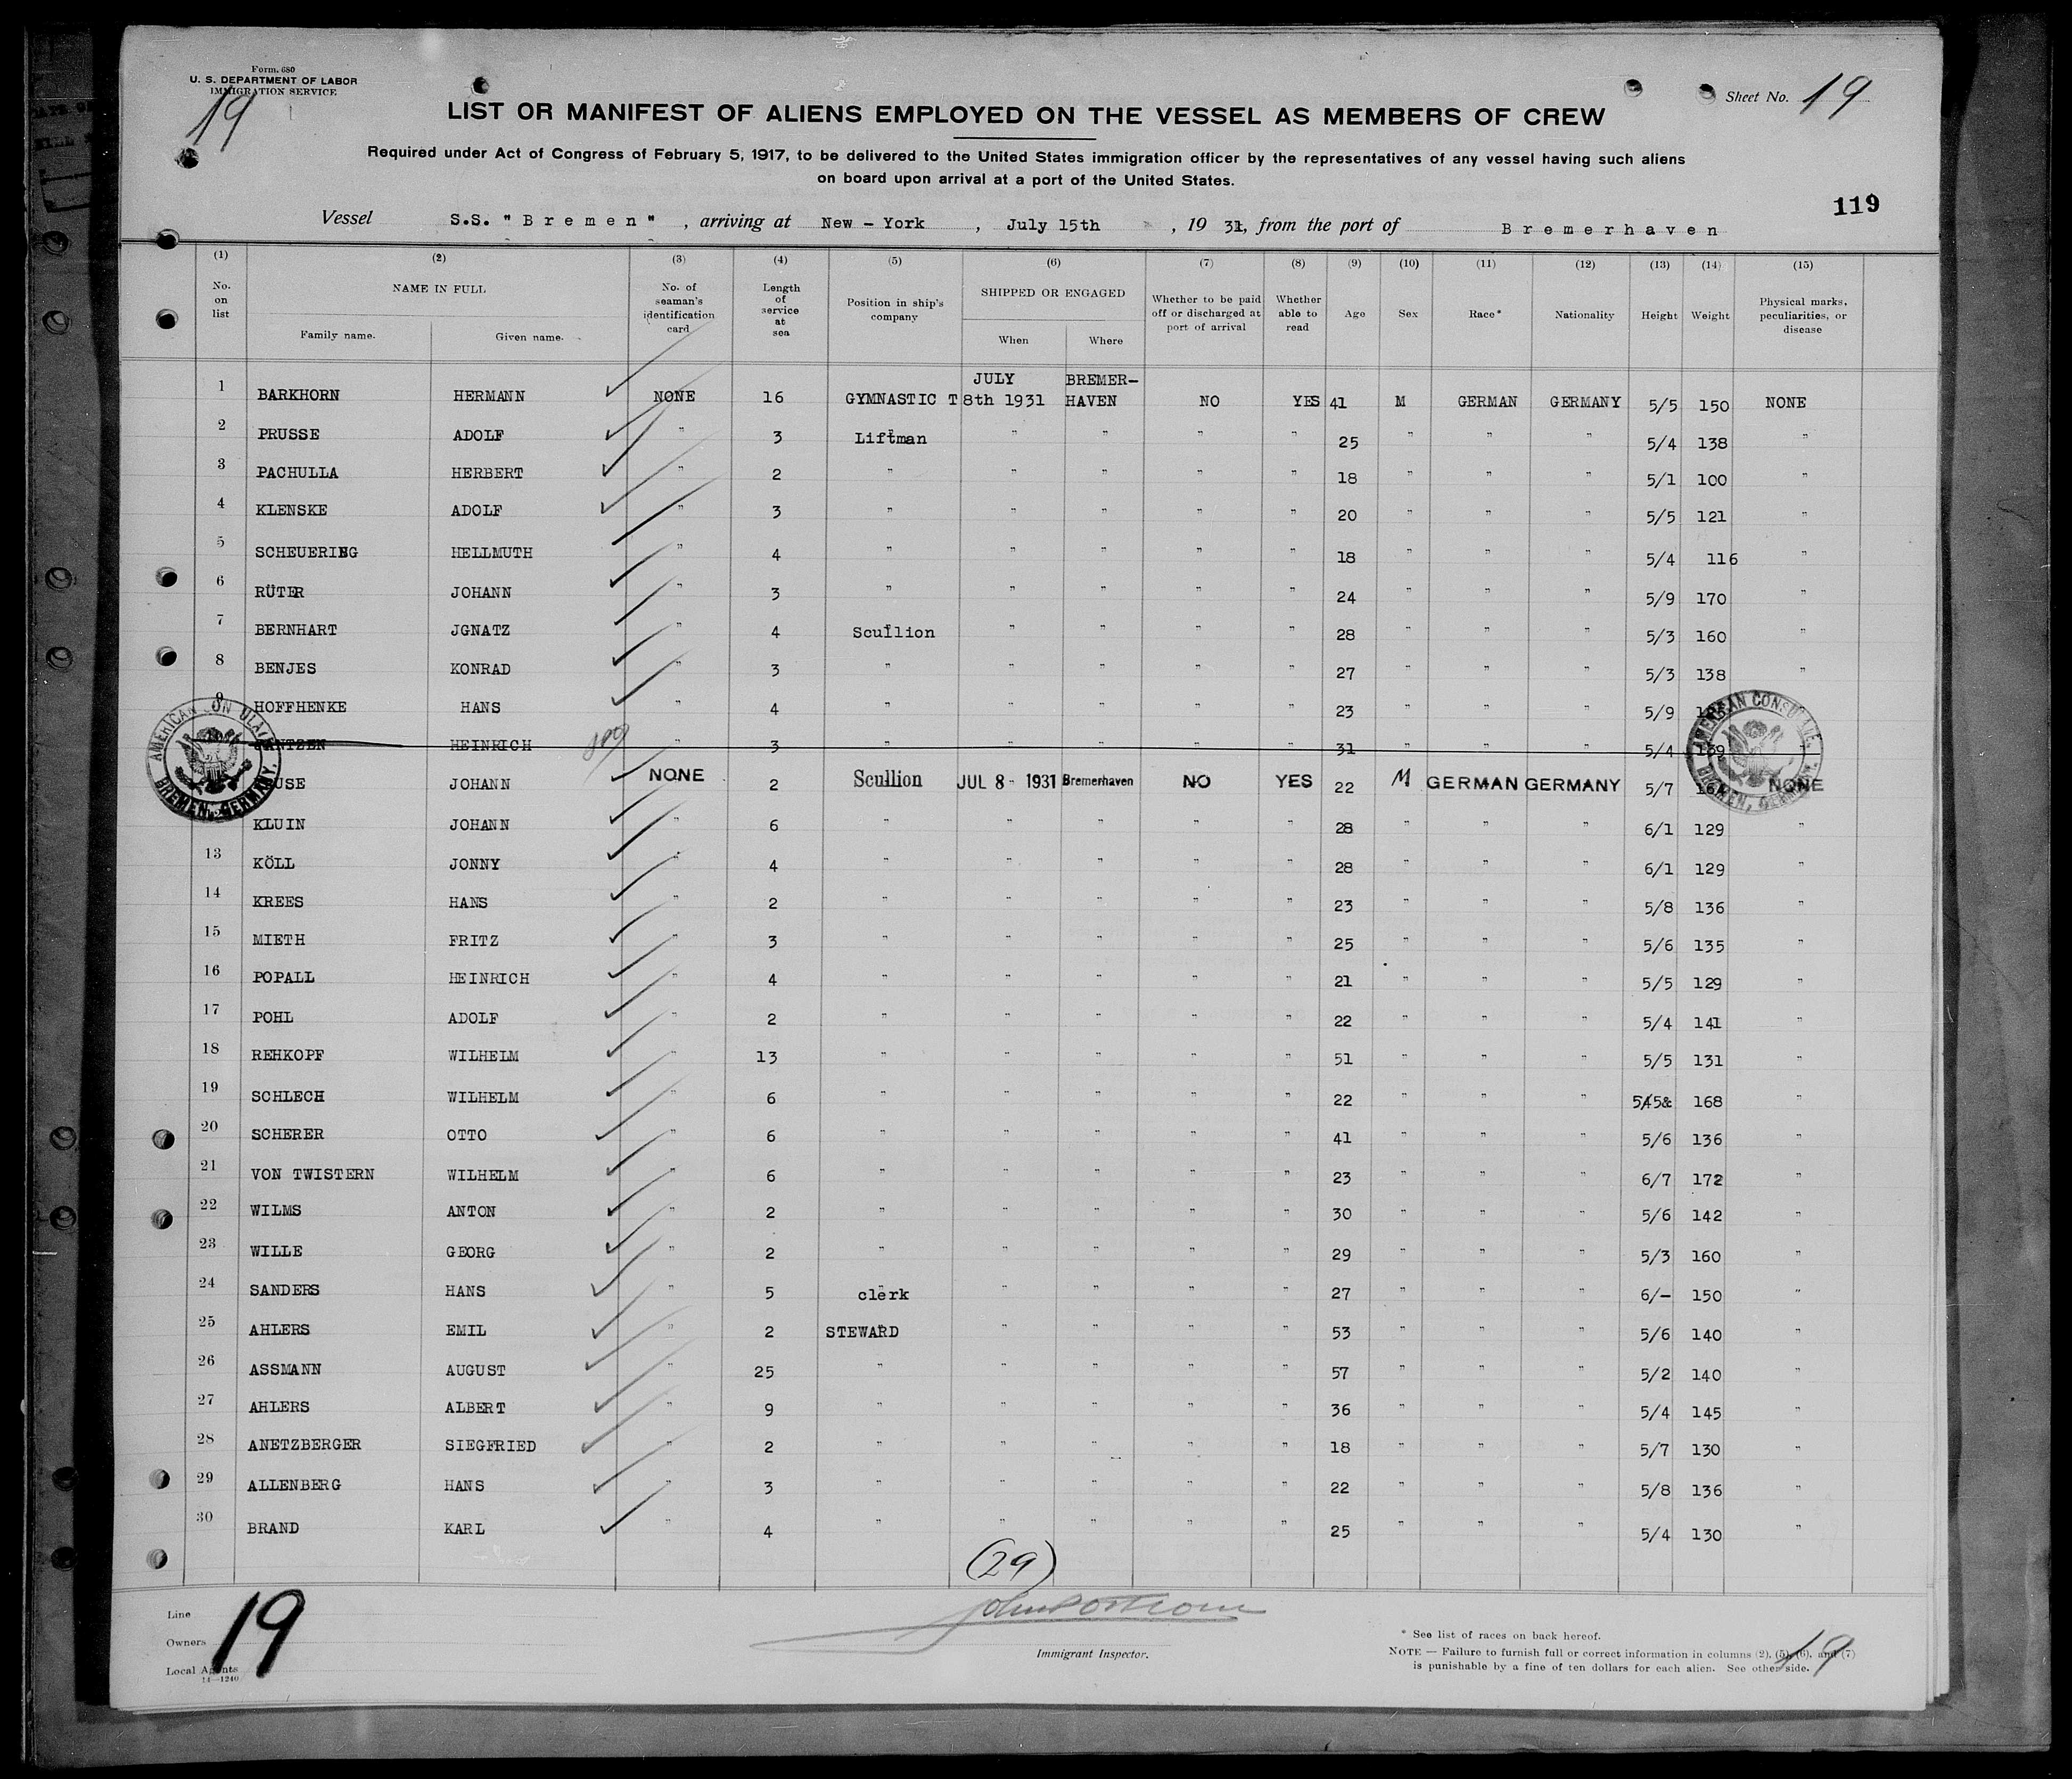 Form. 680
U. S. DEPARTMENT OF LABOR
IMMIGRATION SERVICE
19
Sheet No. 19
LIST OR MANIFEST OF ALIENS EMPLOYED ON THE VESSEL AS MEMBERS OF CREW
Required under Act of Congress of February 5, 1917, to be delivered to the United States immigration officer by the representatives of any vessel having such aliens
on board upon arrival at a port of the United States.
119
Vessel S.S. "Bremen", arriving at New-York, July 15th, 1931, from the port of Bremerhaven
(1) (2) (3) (4) (5) (6) (7) (8) (9) (10) (11) (12) (13) (14) (15)
No. on list NAME IN FULL Family name. Given name. No. of seaman's identification card Length of service at sea Position in ship's company SHIPPED OR ENGAGED When Where Whether to be paid off or discharged at port of arrival Whether able to read Age Sex Race* Nationality Height Weight Physical marks, peculiarities, or disease
1 BARKHORN HERMANN NONE 16 GYMNASTIC T JULY 8th 1931 BREMER-HAVEN NO YES 41 M GERMAN GERMANY 5/5 150 NONE
2 PRUSSE ADOLF " 3 Liftman " " " " 25 " " " 5/4 138 "
3 PACHULLA HERBERT " 2 " " " " " 18 " " " 5/1 100 "
4 KLENSKE ADOLF " 3 " " " " " 20 " " " 5/5 121 "
5 SCHEUERING HELLMUTH " 4 " " " " " 18 " " " 5/4 116 "
6 RÜTER JOHANN " 3 " " " " " 24 " " " 5/9 170 "
7 BERNHART JGNATZ " 4 Scullion " " " " 28 " " " 5/3 160 "
8 BENJES KONRAD " 3 " " " " " 27 " " " 5/3 138 "
9 HOFFHENKE HANS " 4 " " " " " 23 " " " 5/9
HEINRICH " 3 " " " " " 31 " " " 5/4 139 "
JOHANN NONE 2 Scullion JUL 8 - 1931 Bremerhaven NO YES 22 M GERMAN GERMANY 5/7 NONE
KLUIN JOHANN " 6 " " " " " 28 " " " 6/1 129 "
13 KÖLL JONNY " 4 " " " " " 28 " " " 6/1 129 "
14 KREES HANS " 2 " " " " " 23 " " " 5/8 136 "
15 MIETH FRITZ " 3 " " " " " 25 " " " 5/6 135 "
16 POPALL HEINRICH " 4 " " " " " 21 " " " 5/5 129 "
17 POHL ADOLF " 2 " " " " " 22 " " " 5/4 141 "
18 REHKOPF WILHELM " 13 " " " " " 51 " " " 5/5 131 "
19 SCHLECH WILHELM " 6 " " " " " 22 " " " 168 "
20 SCHERER OTTO " 6 " " " " " 41 " " " 5/6 136 "
21 VON TWISTERN WILHELM " 6 " " " " " 23 " " " 6/7 172 "
22 WILMS ANTON " 2 " " " " " 30 " " " 5/6 142 "
23 WILLE GEORG " 2 " " " " " 29 " " " 5/3 160 "
24 SANDERS HANS " 5 clerk " " " " 27 " " " 6/- 150 "
25 AHLERS EMIL " 2 STEWARD " " " " 53 " " " 5/6 140 "
26 ASSMANN AUGUST " 25 " " " " " 57 " " " 5/2 140 "
27 AHLERS ALBERT " 9 " " " " " 36 " " " 5/4 145 "
28 ANETZBERGER SIEGFRIED " 2 " " " " " 18 " " " 5/7 130 "
29 ALLENBERG HANS " 3 " " " " " 22 " " " 5/8 136 "
30 BRAND KARL " 4 " " " " " 25 " " " 5/4 130 "
AMERICAN CONSULATE, BREMEN, GERMANY.
(29)
Line
Owners
Local Agents
14-1240
19
Immigrant Inspector.
* See list of races on back hereof.
NOTE — Failure to furnish full or correct information in columns (2), (5), (6), and (7)
is punishable by a fine of ten dollars for each alien. See other side.
19